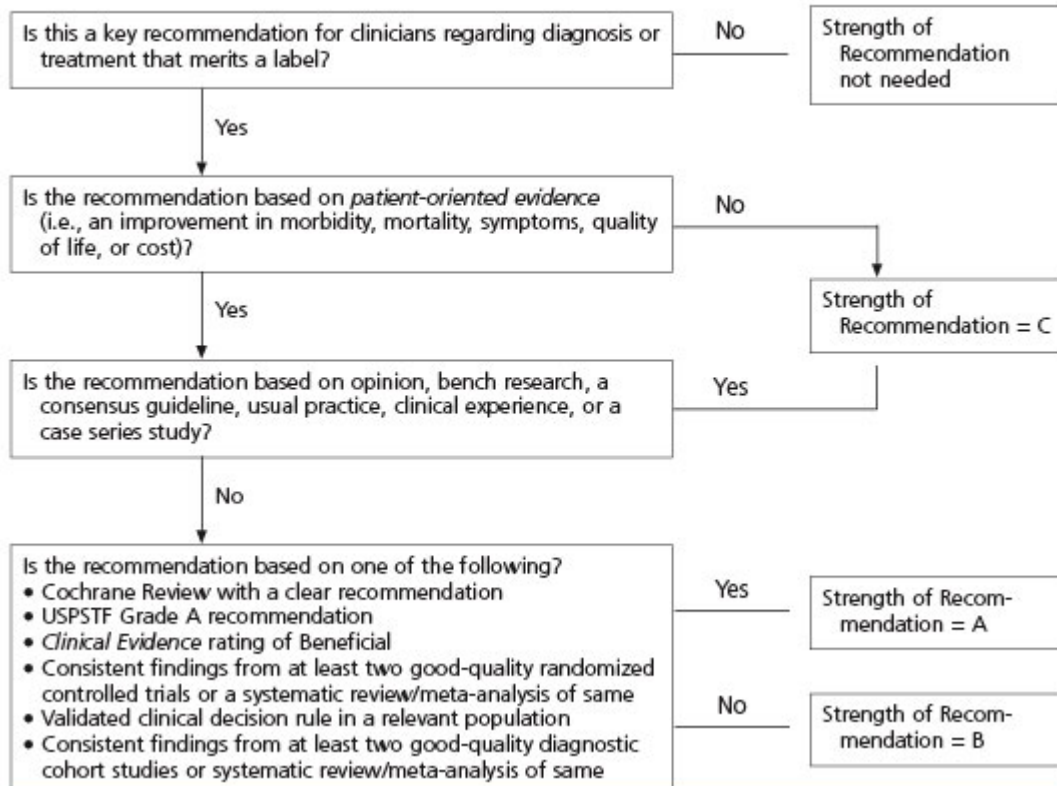 Is this a key recommendation for clinicians regarding diagnosis or
treatment that merits a label?
No
Strength of
Recommendation
not needed
Yes
Is the recommendation based on patient-oriented evidence
(i.e., an improvement in morbidity, mortality, symptoms, quality
of life, or cost)?
No
Strength of
Recommendation = C
Yes
Is the recommendation based on opinion, bench research, a
consensus guideline, usual practice, clinical experience, or a
case series study?
Yes
No
Is the recommendation based on one of the following?
• Cochrane Review with a clear recommendation
• USPSTF Grade A recommendation
• Clinical Evidence rating of Beneficial
• Consistent findings from at least two good-quality randomized
controlled trials or a systematic review/meta-analysis of same
• Validated clinical decision rule in a relevant population
• Consistent findings from at least two good-quality diagnostic
cohort studies or systematic review/meta-analysis of same
Yes
Strength of Recom-
mendation = A
No
Strength of Recom-
mendation = B